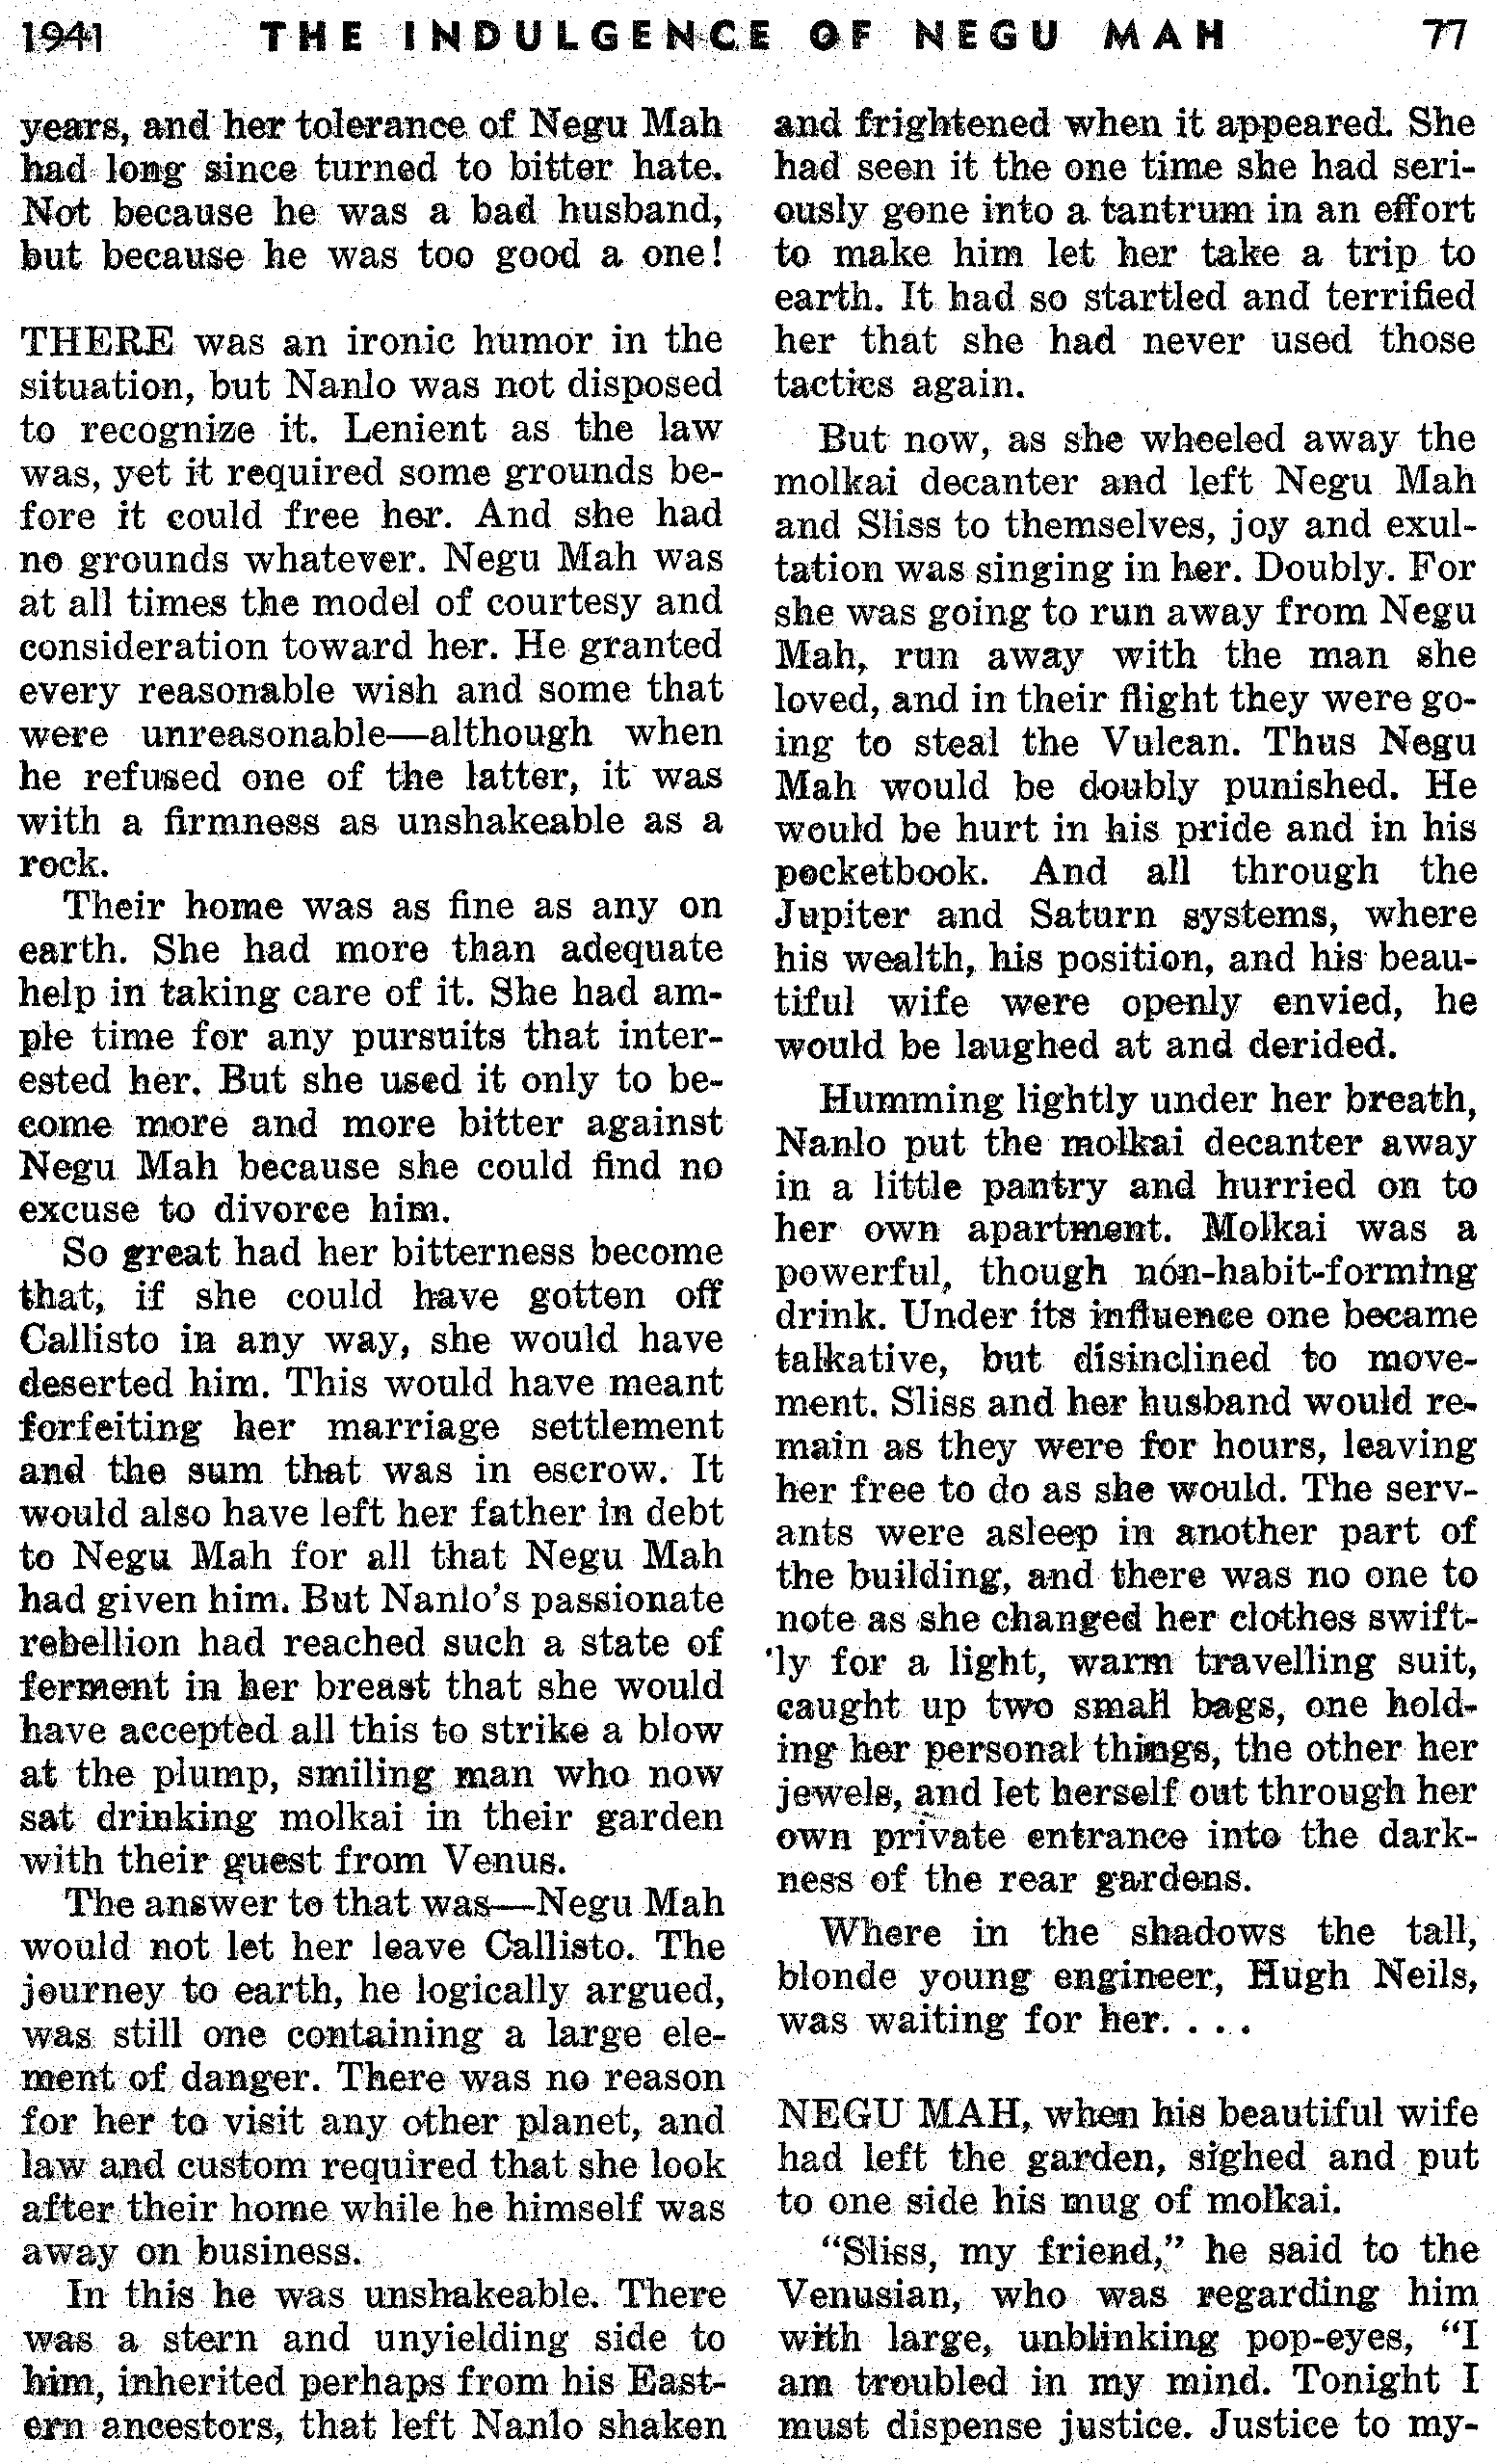 1941 THE INDULGENCE OF NEGU MAH 77
years, and her tolerance of Negu Mah
had long since turned to bitter hate.
Not because he was a bad husband,
but because he was too good a one!
THERE was an ironic humor in the
situation, but Nanlo was not disposed
to recognize it. Lenient as the law
was, yet it required some grounds be-
fore it could free her. And she had
no grounds whatever. Negu Mah was
at all times the model of courtesy and
consideration toward her. He granted
every reasonable wish and some that
were unreasonable—although when
he refused one of the latter, it was
with a firmness as unshakeable as a
rock.
Their home was as fine as any on
earth. She had more than adequate
help in taking care of it. She had am-
ple time for any pursuits that inter-
ested her. But she used it only to be-
come more and more bitter against
Negu Mah because she could find no
excuse to divorce him.
So great had her bitterness become
that, if she could have gotten off
Callisto in any way, she would have
deserted him. This would have meant
forfeiting her marriage settlement
and the sum that was in escrow. It
would also have left her father in debt
to Negu Mah for all that Negu Mah
had given him. But Nanlo's passionate
rebellion had reached such a state of
ferment in her breast that she would
have accepted all this to strike a blow
at the plump, smiling man who now
sat drinking molkai in their garden
with their guest from Venus.
The answer to that was—Negu Mah
would not let her leave Callisto. The
journey to earth, he logically argued,
was still one containing a large ele-
ment of danger. There was no reason
for her to visit any other planet, and
law and custom required that she look
after their home while he himself was
away on business.
In this he was unshakeable. There
was a stern and unyielding side to
him, inherited perhaps from his East-
ern ancestors, that left Nanlo shaken
and frightened when it appeared. She
had seen it the one time she had seri-
ously gone into a tantrum in an effort
to make him let her take a trip to
earth. It had so startled and terrified
her that she had never used those
tactics again.
But now, as she wheeled away the
molkai decanter and left Negu Mah
and Sliss to themselves, joy and exul-
tation was singing in her. Doubly. For
she was going to run away from Negu
Mah, run away with the man she
loved, and in their flight they were go-
ing to steal the Vulcan. Thus Negu
Mah would be doubly punished. He
would be hurt in his pride and in his
pocketbook. And all through the
Jupiter and Saturn systems, where
his wealth, his position, and his beau-
tiful wife were openly envied, he
would be laughed at and derided.
Humming lightly under her breath,
Nanlo put the molkai decanter away
in a little pantry and hurried on to
her own apartment. Molkai was a
powerful, though non-habit-forming
drink. Under its influence one became
talkative, but disinclined to move-
ment. Sliss and her husband would re-
main as they were for hours, leaving
her free to do as she would. The serv-
ants were asleep in another part of
the building, and there was no one to
note as she changed her clothes swift-
ly for a light, warm travelling suit,
caught up two small bags, one hold-
ing her personal things, the other her
jewels, and let herself out through her
own private entrance into the dark-
ness of the rear gardens.
Where in the shadows the tall,
blonde young engineer, Hugh Neils,
was waiting for her. . . .
NEGU MAH, when his beautiful wife
had left the garden, sighed and put
to one side his mug of molkai.
"Sliss, my friend," he said to the
Venusian, who was regarding him
with large, unblinking pop-eyes, "I
am troubled in my mind. Tonight I
must dispense justice. Justice to my-